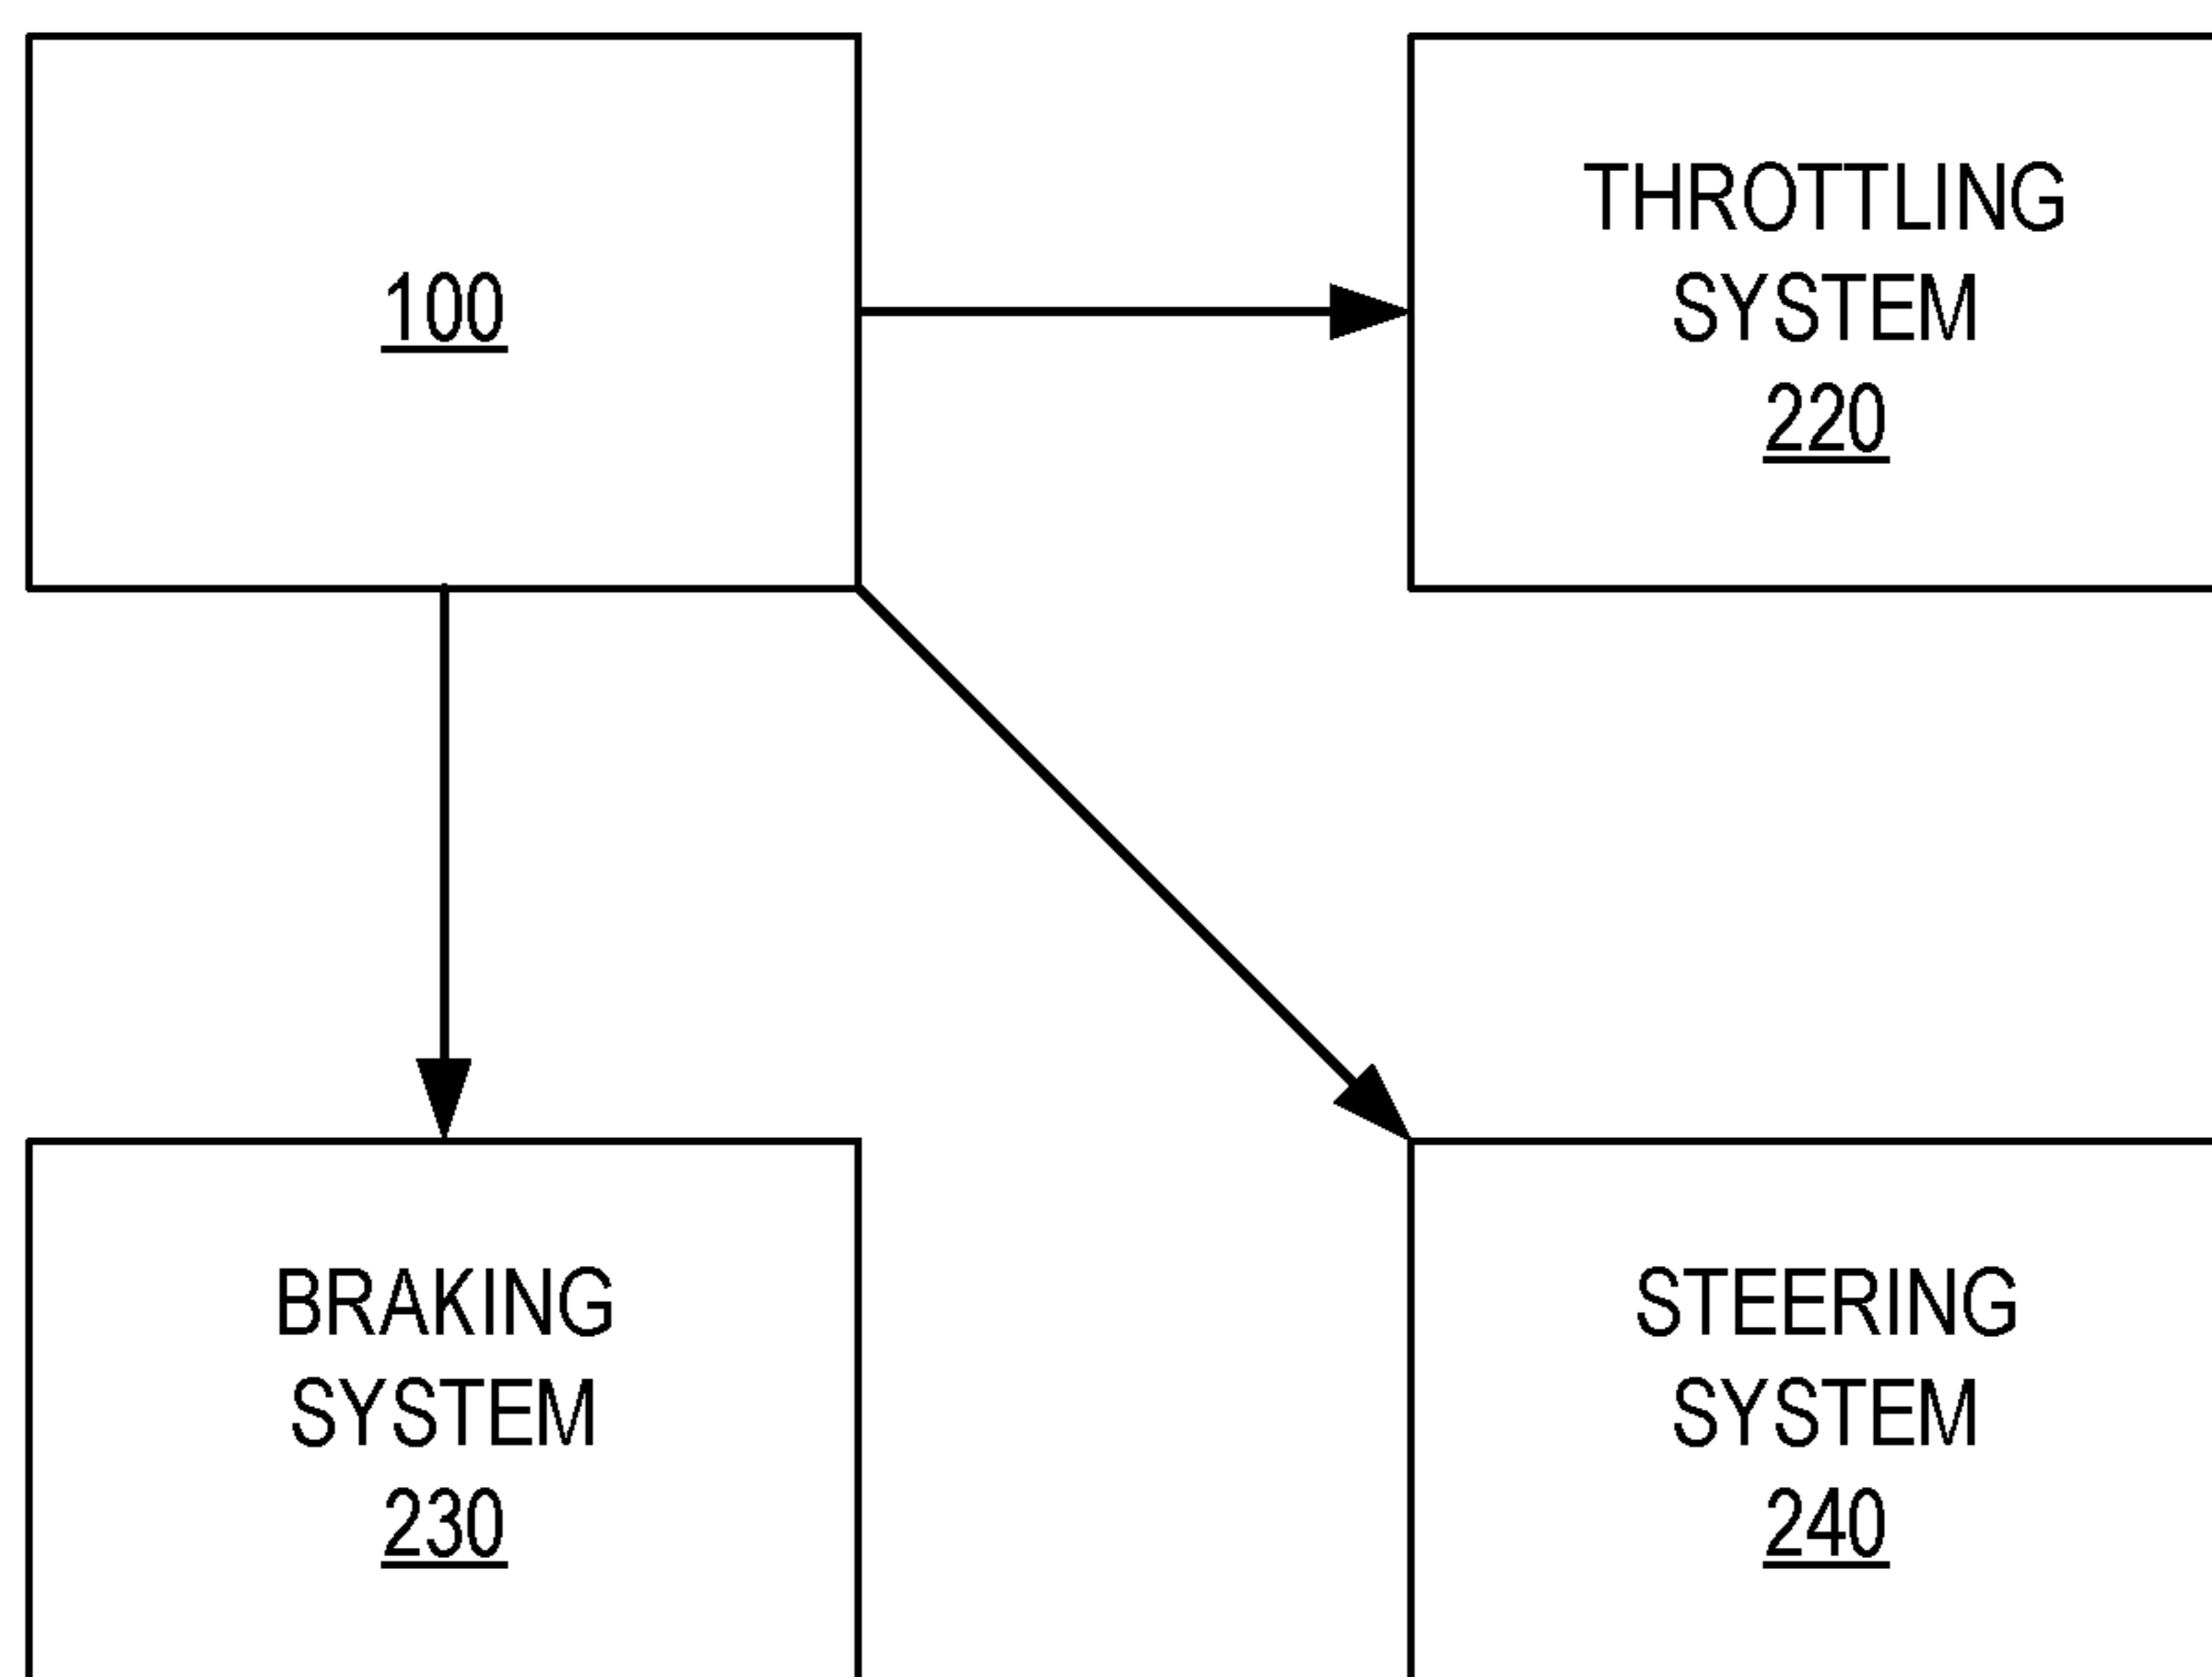 100
THROTTLING
SYSTEM
220
BRAKING
SYSTEM
230
STEERING
SYSTEM
240